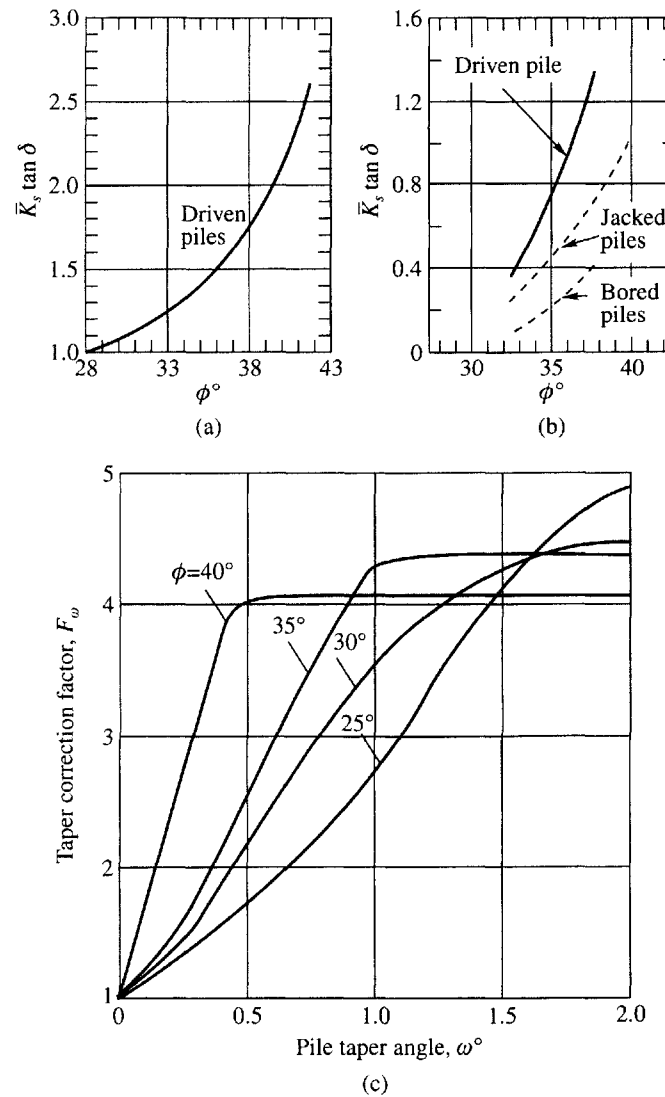 3.0
2.5
2.0
1.5
1.0
K̄s tan δ
Driven
piles
28
33
38
43
φ°
(a)
1.6
1.2
0.8
0.4
0
K̄s tan δ
Driven pile
Jacked
piles
Bored
piles
30
35
40
φ°
(b)
5
4
3
2
1
Taper correction factor, Fω
φ=40°
35°
30°
25°
0
0.5
1.0
1.5
2.0
Pile taper angle, ω°
(c)